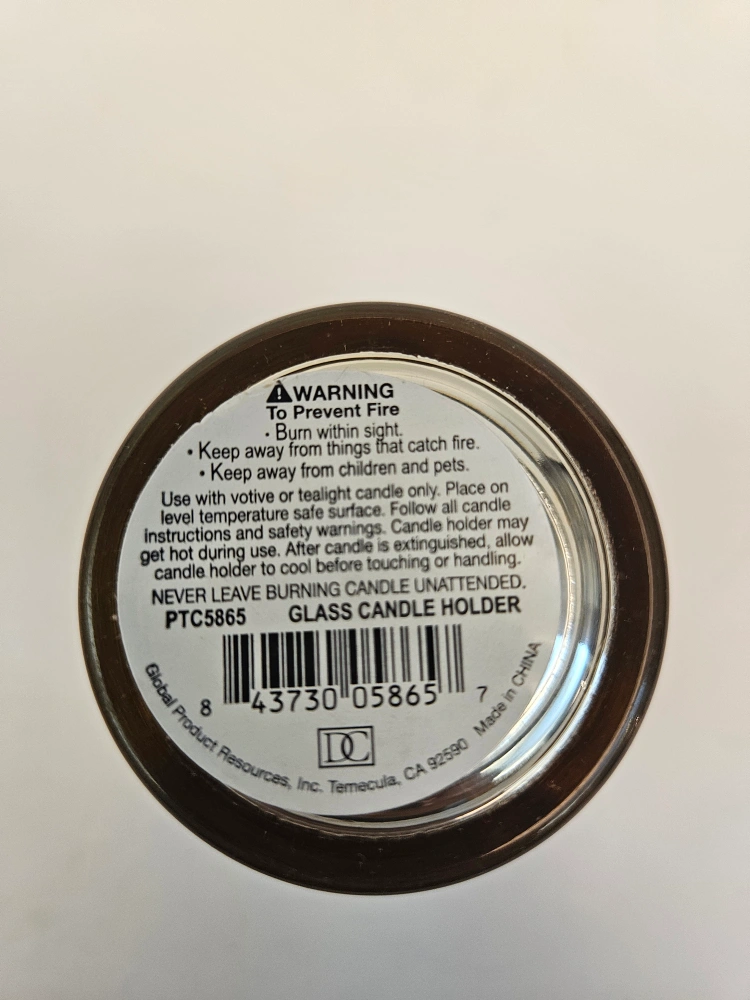 ⚠WARNING
To Prevent Fire
· Burn within sight.
• Keep away from things that catch fire.
• Keep away from children and pets.
Use with votive or tealight candle only. Place on
level temperature safe surface. Follow all candle
instructions and safety warnings. Candle holder may
get hot during use. After candle is extinguished, allow
candle holder to cool before touching or handling.
NEVER LEAVE BURNING CANDLE UNATTENDED.
PTC5865 GLASS CANDLE HOLDER
8 43730 05865 7
DC
Global Product Resources, Inc. Temecula, CA 92590 Made in CHINA